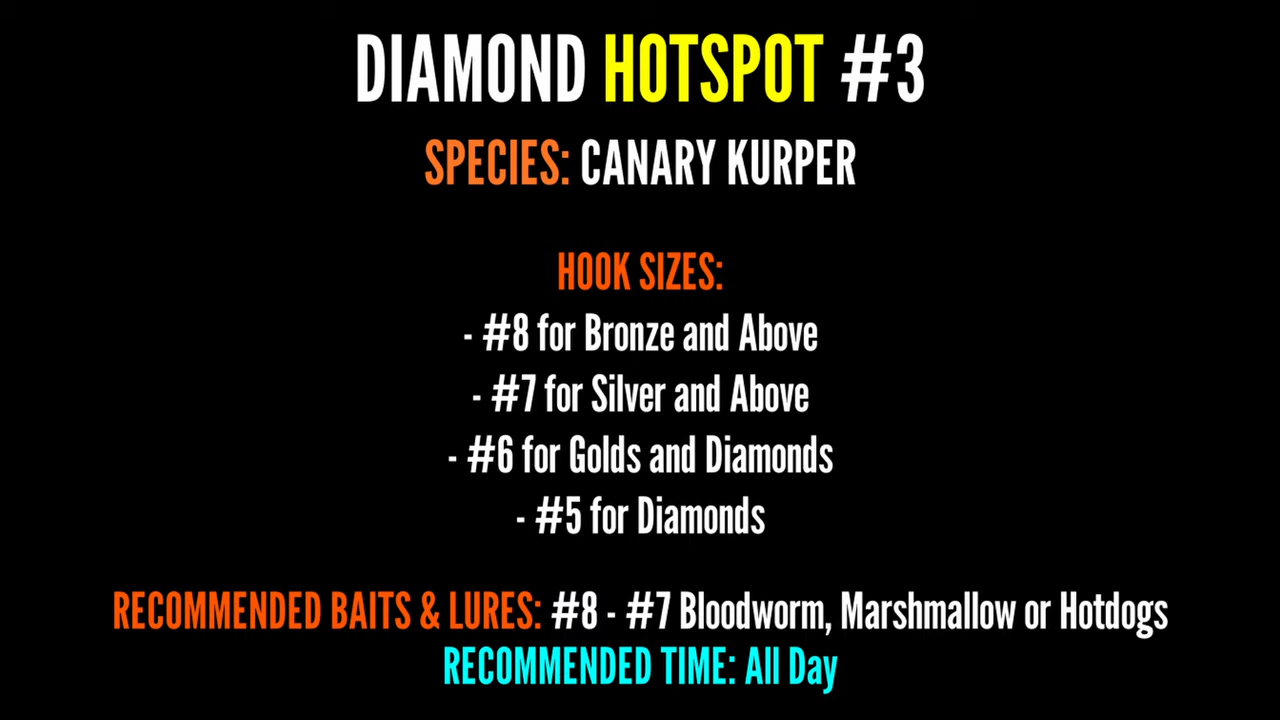 DIAMOND HOTSPOT #3
SPECIES: CANARY KURPER
HOOK SIZES:
- #8 for Bronze and Above
- #7 for Silver and Above
- #6 for Golds and Diamonds
- #5 for Diamonds
RECOMMENDED BAITS & LURES: #8 - #7 Bloodworm, Marshmallow or Hotdogs
RECOMMENDED TIME: All Day